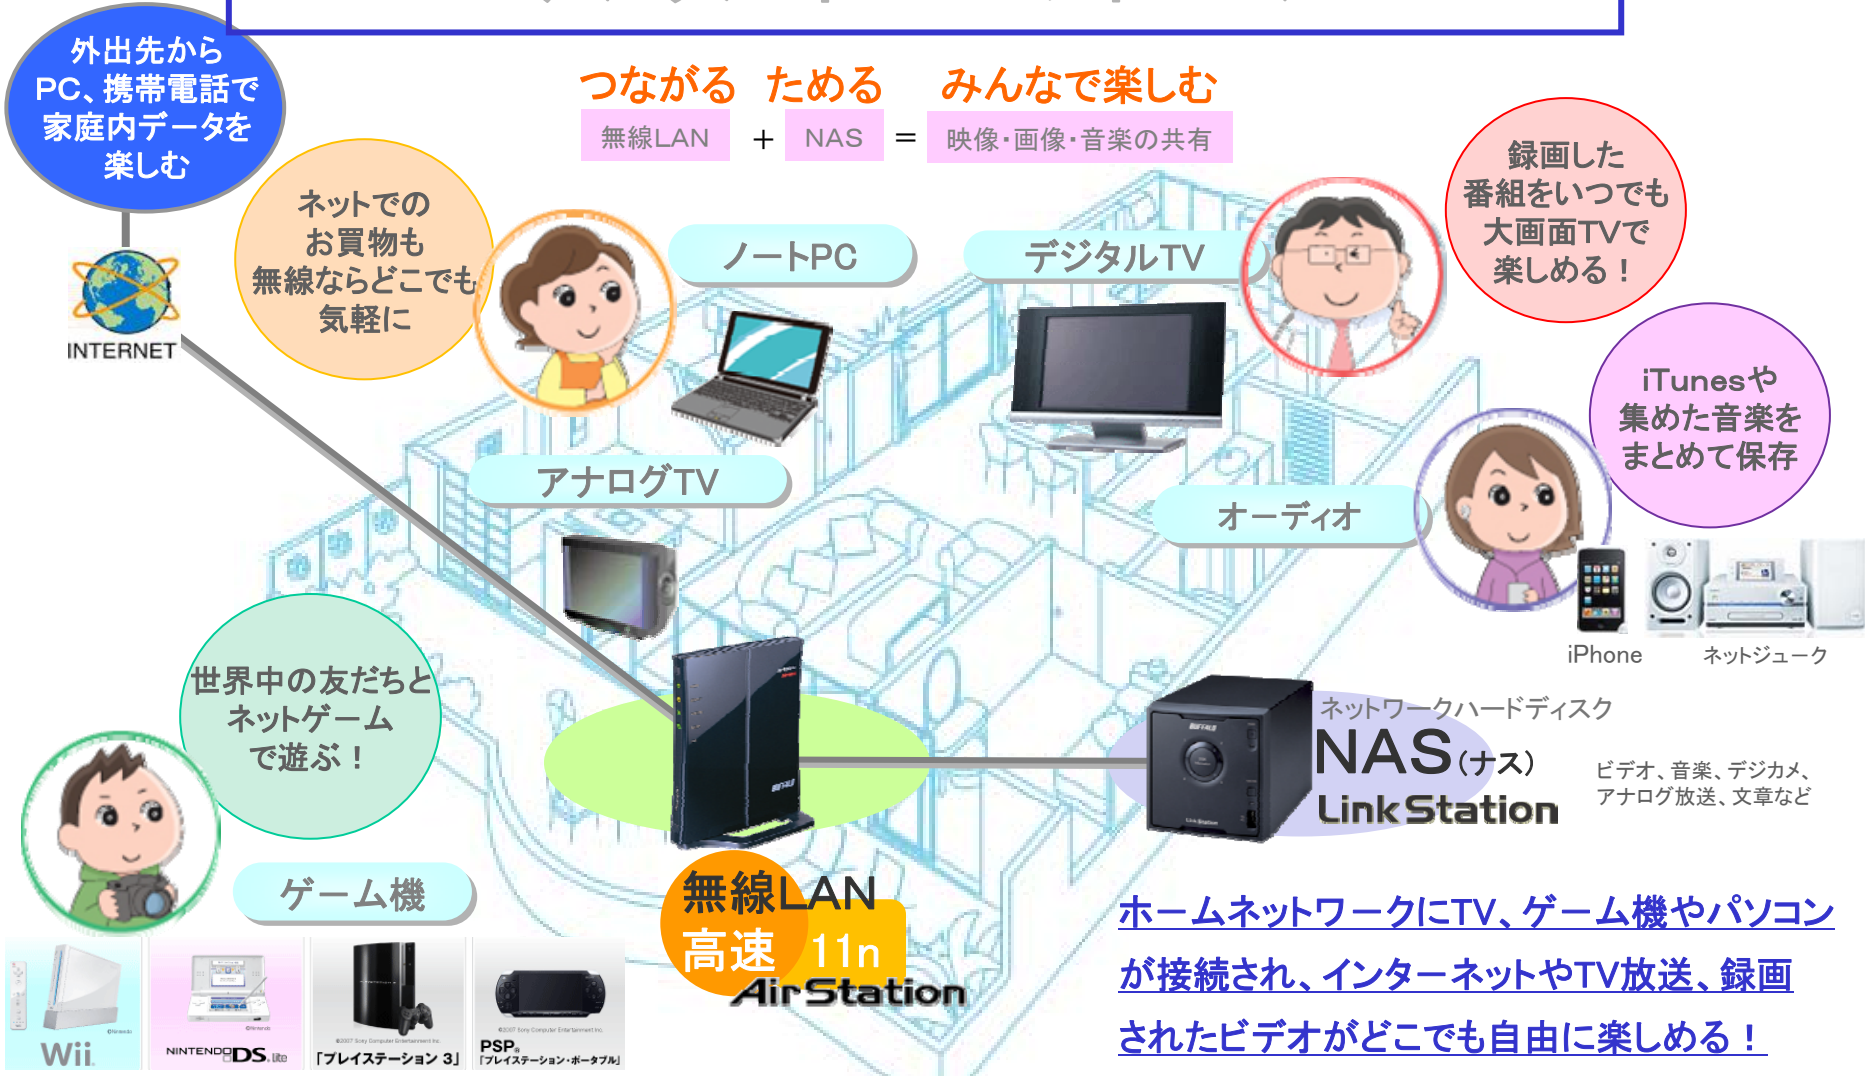 外出先から
PC、携帯電話で
家庭内データを
楽しむ
つながる ためる みんなで楽しむ
無線LAN + NAS = 映像・画像・音楽の共有
録画した
番組をいつでも
大画面TVで
楽しめる！
ネットでの
お買物も
無線ならどこでも
気軽に
ノートPC
デジタルTV
INTERNET
iTunesや
集めた音楽を
まとめて保存
アナログTV
オーディオ
iPhone
ネットジューク
世界中の友だちと
ネットゲーム
で遊ぶ！
ネットワークハードディスク
NAS(ナス)
LinkStation
ビデオ、音楽、デジカメ、
アナログ放送、文章など
BUFFALO
BUFFALO
LinkStation
ゲーム機
無線LAN
高速 11n
AirStation
ホームネットワークにTV、ゲーム機やパソコン
が接続され、インターネットやTV放送、録画
されたビデオがどこでも自由に楽しめる！
©Nintendo
Wii.
©Nintendo
NINTENDO DS. Lite
©2007 Sony Computer Entertainment Inc.
「プレイステーション 3」
©2007 Sony Computer Entertainment Inc.
PSP®
「プレイステーション・ポータブル」